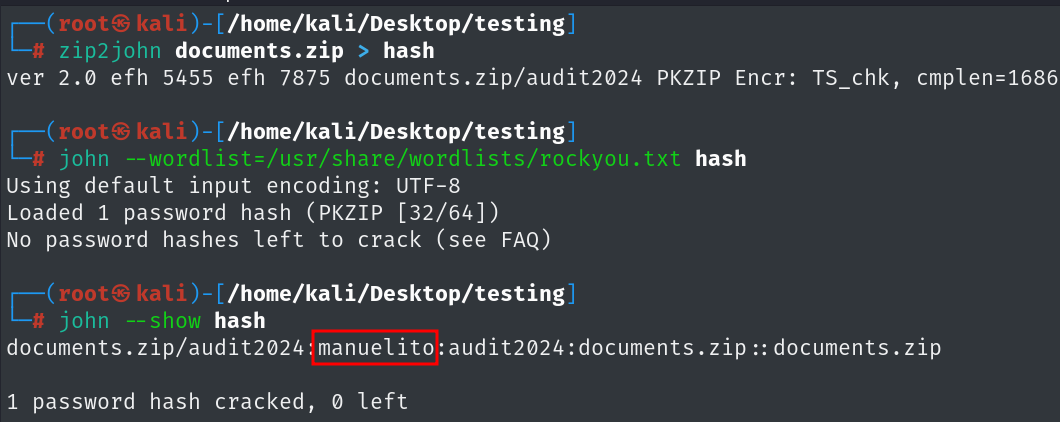 ┌──(root㉿kali)-[/home/kali/Desktop/testing]
└─# zip2john documents.zip > hash
ver 2.0 efh 5455 efh 7875 documents.zip/audit2024 PKZIP Encr: TS_chk, cmplen=1686
┌──(root㉿kali)-[/home/kali/Desktop/testing]
└─# john --wordlist=/usr/share/wordlists/rockyou.txt hash
Using default input encoding: UTF-8
Loaded 1 password hash (PKZIP [32/64])
No password hashes left to crack (see FAQ)
┌──(root㉿kali)-[/home/kali/Desktop/testing]
└─# john --show hash
documents.zip/audit2024:manuelito:audit2024:documents.zip::documents.zip
1 password hash cracked, 0 left